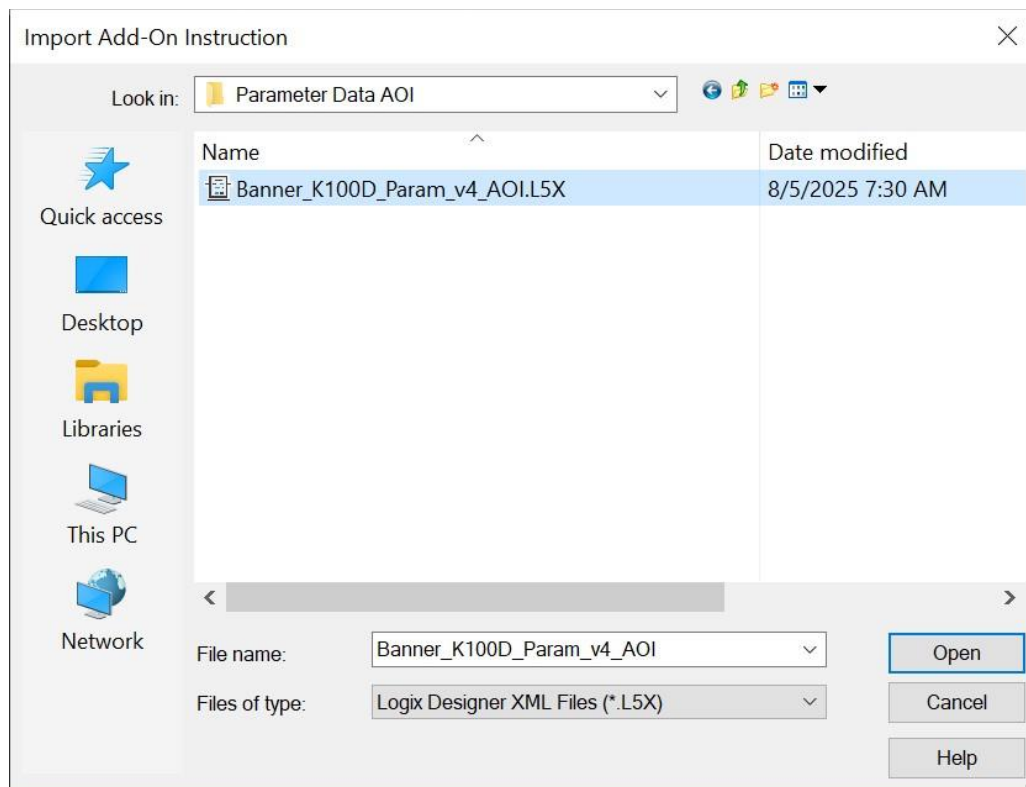 Import Add-On Instruction
Look in: Parameter Data AOI
Quick access
Desktop
Libraries
This PC
Network
Name Date modified
Banner_K100D_Param_v4_AOI.L5X 8/5/2025 7:30 AM
File name: Banner_K100D_Param_v4_AOI Open
Files of type: Logix Designer XML Files (*.L5X) Cancel
Help